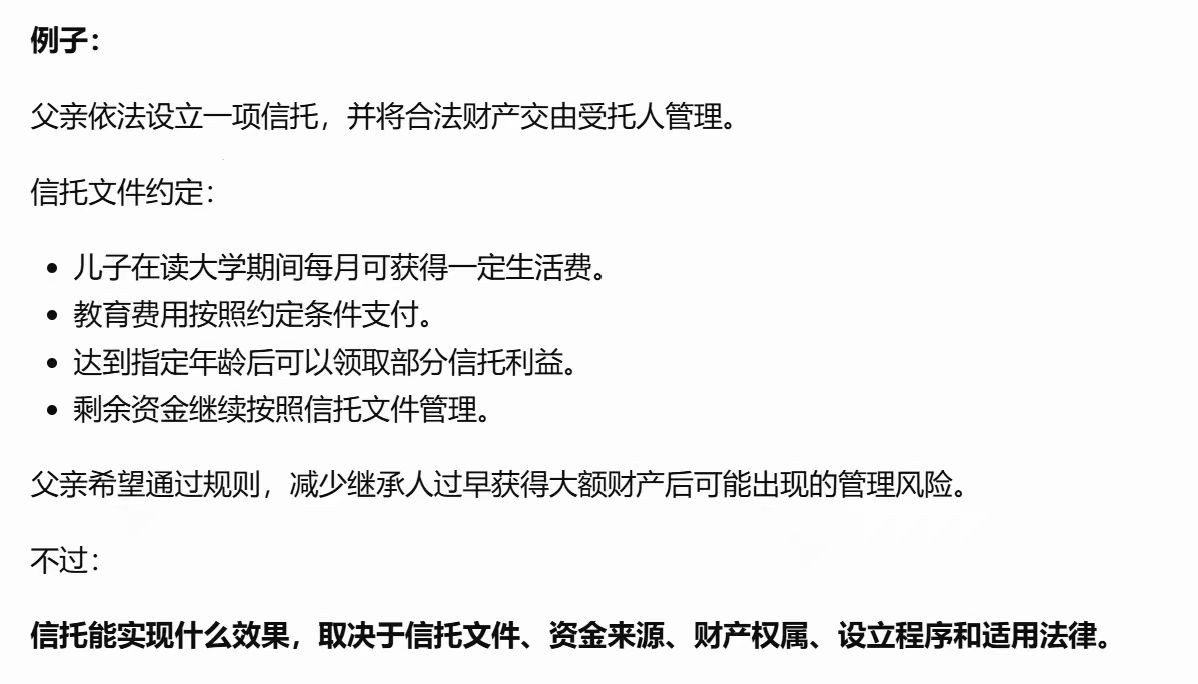 例子：
父亲依法设立一项信托，并将合法财产交由受托人管理。
信托文件约定：
• 儿子在读大学期间每月可获得一定生活费。
• 教育费用按照约定条件支付。
• 达到指定年龄后可以领取部分信托利益。
• 剩余资金继续按照信托文件管理。
父亲希望通过规则，减少继承人过早获得大额财产后可能出现的管理风险。
不过：
信托能实现什么效果，取决于信托文件、资金来源、财产权属、设立程序和适用法律。